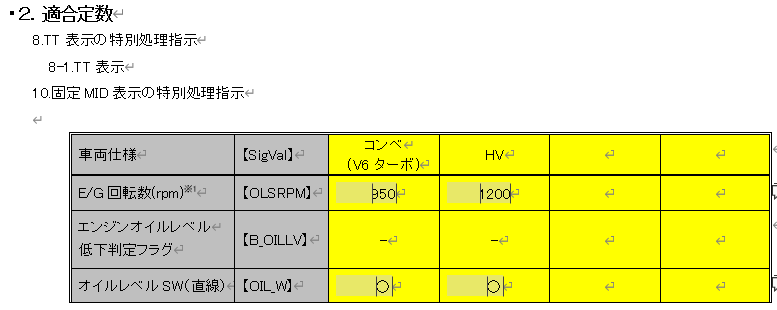 ・2．適合定数
8.TT 表示の特別処理指示
8-1.TT 表示
10.固定 MID 表示の特別処理指示
車両仕様 【SigVal】 コンベ（V6 ターボ） HV
E/G 回転数(rpm)※1 【OLSRPM】 950 1200
エンジンオイルレベル
低下判定フラグ 【B_OILLV】 - -
オイルレベル SW（直線） 【OIL_W】 ○ ○